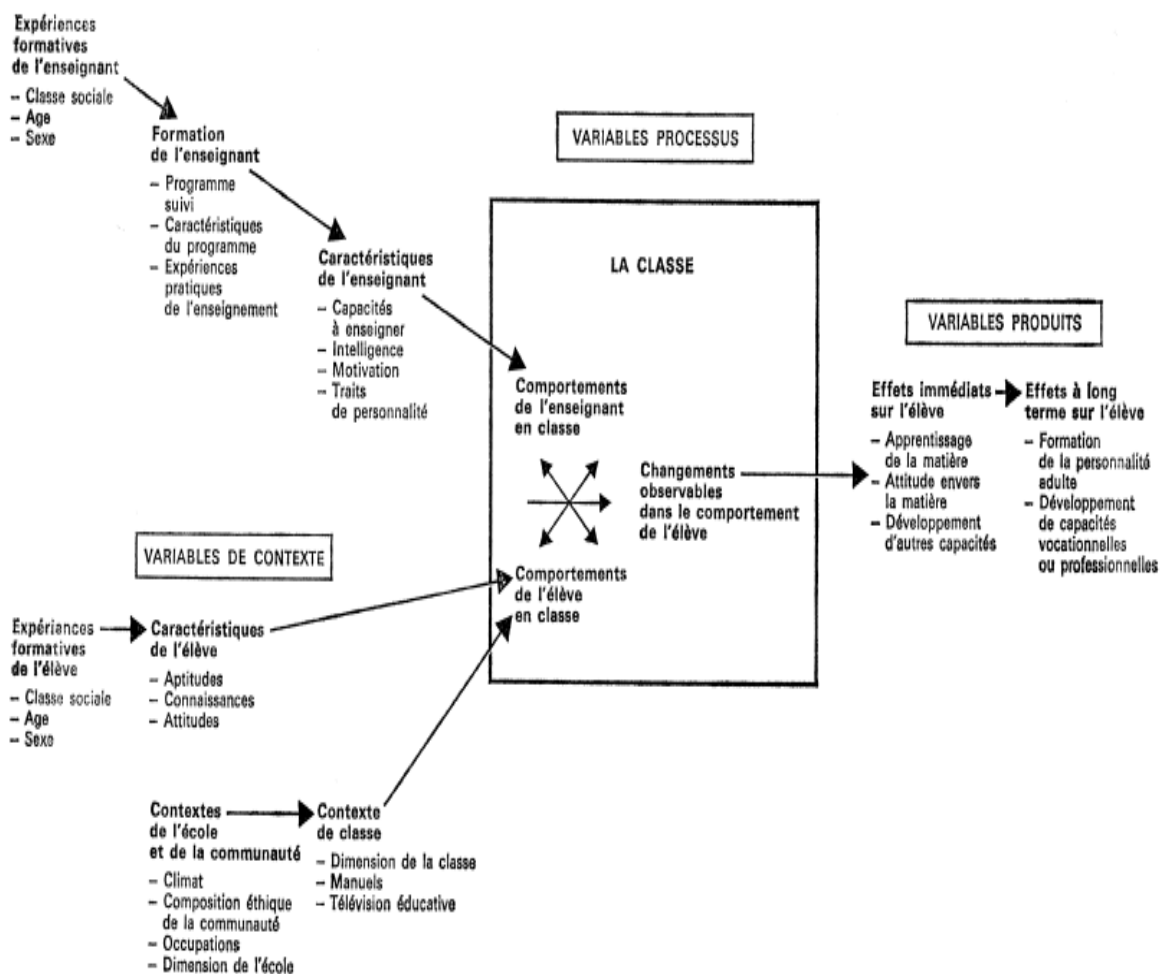 Expériences
formatives
de l'enseignant
– Classe sociale
– Age
– Sexe
Formation
de l'enseignant
– Programme
suivi
– Caractéristiques
du programme
– Expériences
pratiques
de l'enseignement
Caractéristiques
de l'enseignant
– Capacités
à enseigner
– Intelligence
– Motivation
– Traits
de personnalité
VARIABLES PROCESSUS
LA CLASSE
Comportements
de l'enseignant
en classe
Changements
observables
dans le comportement
de l'élève
Comportements
de l'élève
en classe
VARIABLES PRODUITS
Effets immédiats
sur l'élève
– Apprentissage
de la matière
– Attitude envers
la matière
– Développement
d'autres capacités
Effets à long
terme sur l'élève
– Formation
de la personnalité
adulte
– Développement
de capacités
vocationnelles
ou professionnelles
VARIABLES DE CONTEXTE
Expériances
formatives
de l'élève
– Classe sociale
– Age
– Sexe
Caractéristiques
de l'élève
– Aptitudes
– Connaissances
– Attitudes
Contextes
de l'école
et de la communauté
– Climat
– Composition éthique
de la communauté
– Occupations
– Dimension de l'école
Contexte
de classe
– Dimension de la classe
– Manuels
– Télévision éducative